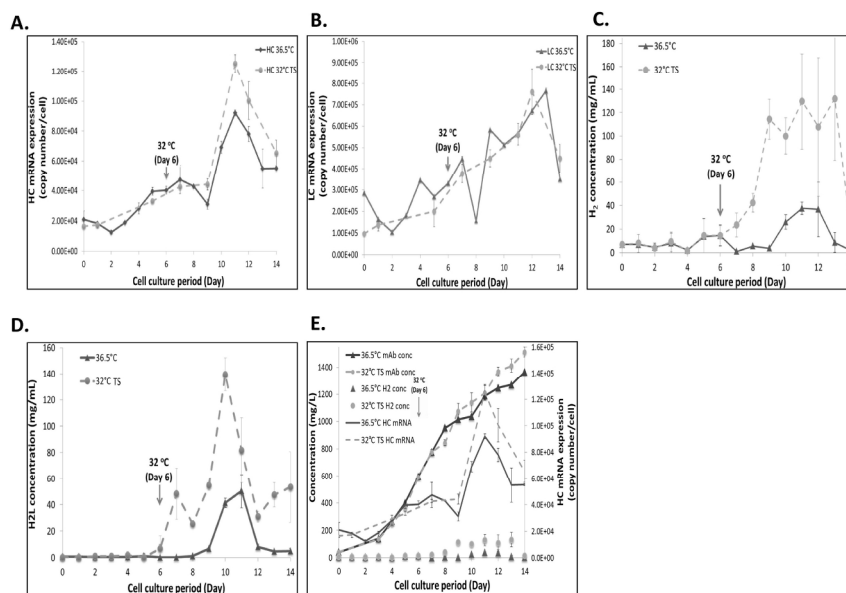 A.
HC mRNA expression
(copy number/cell)
1.40E+05
1.20E+05
1.00E+05
8.00E+04
6.00E+04
4.00E+04
2.00E+04
0.00E+00
HC 36.5°C
HC 32°C TS
32 °C
(Day 6)
0 2 4 6 8 10 12 14
Cell culture period (Day)
B.
LC mRNA expression
(copy number/cell)
1.00E+06
9.00E+05
8.00E+05
7.00E+05
6.00E+05
5.00E+05
4.00E+05
3.00E+05
2.00E+05
1.00E+05
0.00E+00
LC 36.5°C
LC 32°C TS
32 °C
(Day 6)
0 2 4 6 8 10 12 14
Cell culture period (Day)
C.
H2 concentration (mg/mL)
180
160
140
120
100
80
60
40
20
0
36.5°C
32°C TS
32 °C
(Day 6)
0 2 4 6 8 10 12
Cell culture period (Day)
D.
H2L concentration (mg/mL)
160
140
120
100
80
60
40
20
0
36.5°C
32°C TS
32 °C
(Day 6)
0 2 4 6 8 10 12 14
Cell culture period (Day)
E.
Concentration (mg/L)
1400
1200
1000
800
600
400
200
0
36.5°C mAb conc
32°C TS mAb conc
36.5°C H2 conc
32°C TS H2 conc
36.5°C HC mRNA
32°C TS HC mRNA
32 °C
(Day 6)
1.6E+05
1.4E+05
1.2E+05
1.0E+05
8.0E+04
6.0E+04
4.0E+04
2.0E+04
0.0E+00
HC mRNA expression
(copy number/cell)
0 2 4 6 8 10 12 14
Cell culture period (Day)